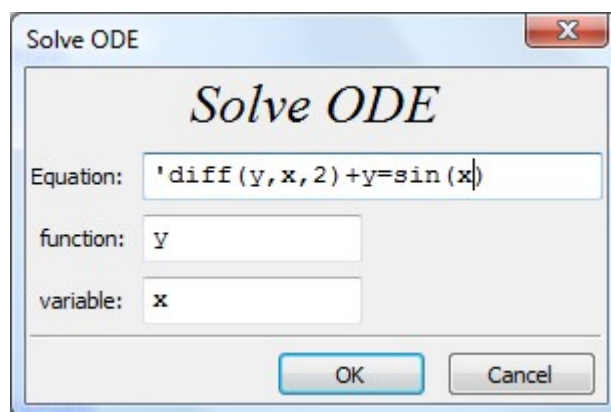 Solve ODE
Solve ODE
Equation: 'diff(y,x,2)+y=sin(x)
function: y
variable: x
OK Cancel